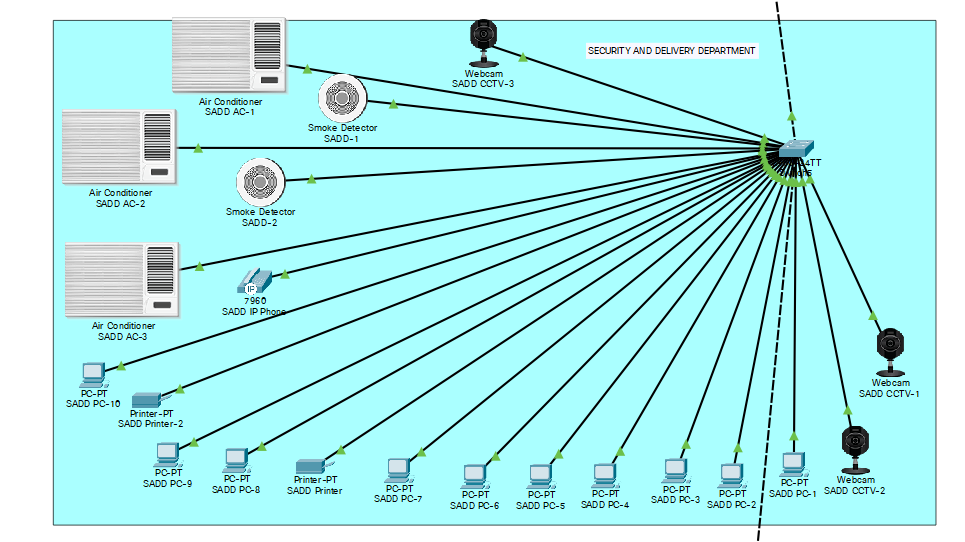 SECURITY AND DELIVERY DEPARTMENT
Webcam
SADD CCTV-3
Air Conditioner
SADD AC-1
Smoke Detector
SADD-1
4TT
Air Conditioner
SADD AC-2
Smoke Detector
SADD-2
IP
7960
SADD IP Phone
Air Conditioner
SADD AC-3
Webcam
SADD CCTV-1
PC-PT
SADD PC-10
Printer-PT
SADD Printer-2
PC-PT
SADD PC-9
PC-PT
SADD PC-8
Printer-PT
SADD Printer
PC-PT
SADD PC-7
PC-PT
SADD PC-6
PC-PT
SADD PC-5
PC-PT
SADD PC-4
PC-PT
SADD PC-3
PC-PT
SADD PC-2
PC-PT
SADD PC-1
Webcam
SADD CCTV-2